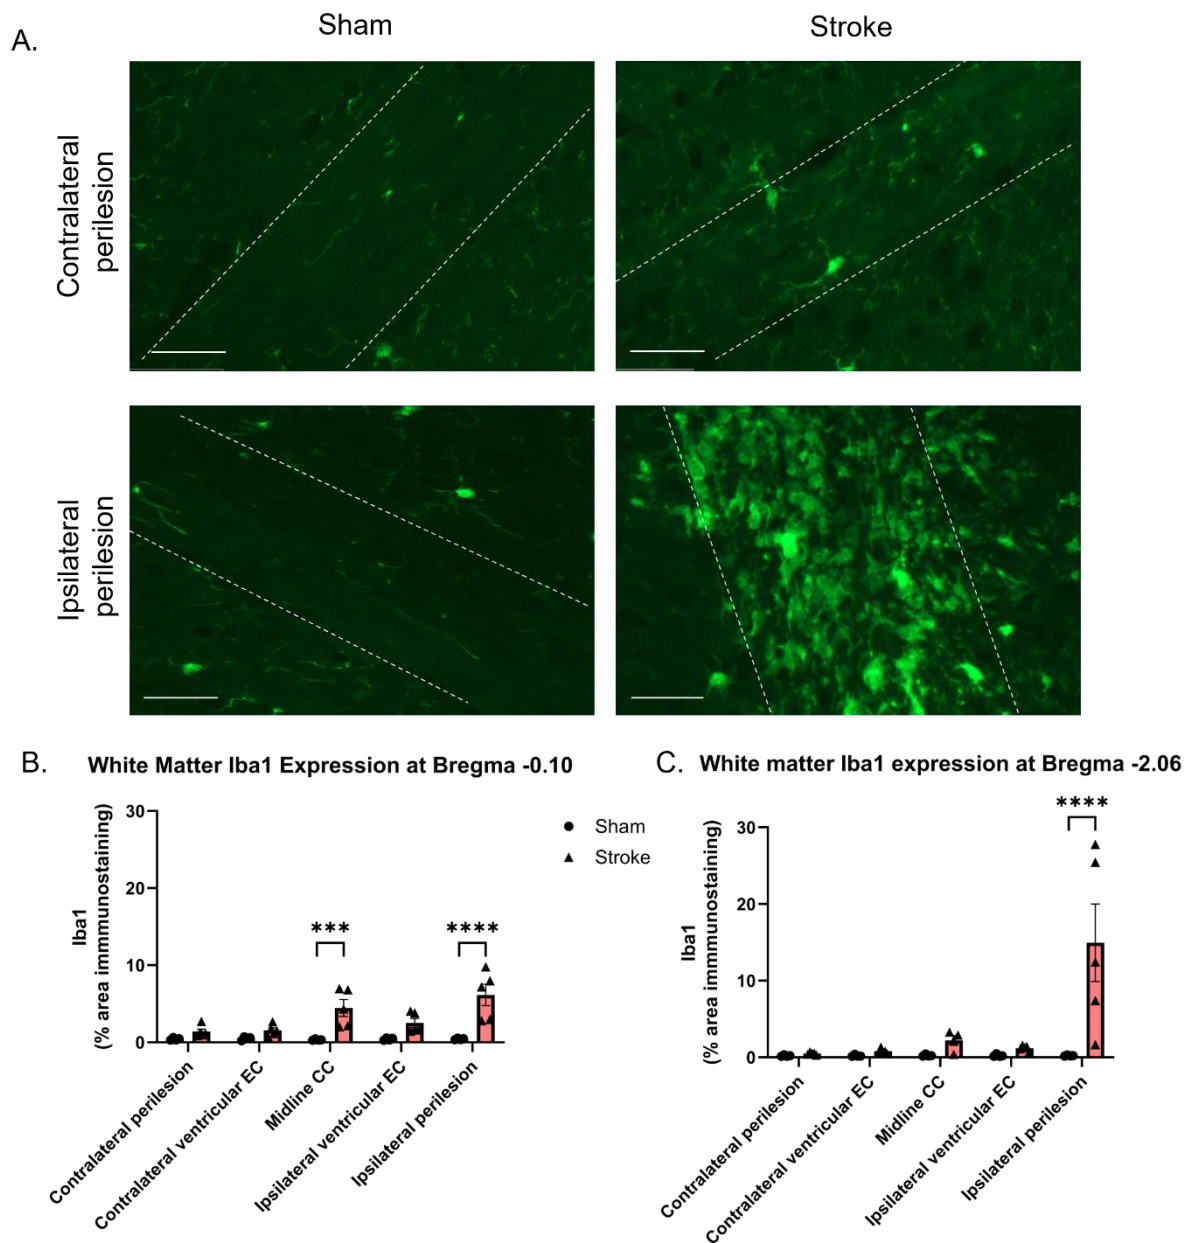 A.
Sham
Stroke
Contralateral
perilesion
Ipsilateral
perilesion
B.
White Matter Iba1 Expression at Bregma -0.10
Iba1
(% area immmunostaining)
30
20
10
0
***
****
Sham
Stroke
Contralateral perilesion
Contralateral ventricular EC
Midline CC
Ipsilateral ventricular EC
Ipsilateral perilesion
C.
White matter Iba1 expression at Bregma -2.06
Iba1
(% area immmunostaining)
30
20
10
0
****
Contralateral perilesion
Contralateral ventricular EC
Midline CC
Ipsilateral ventricular EC
Ipsilateral perilesion